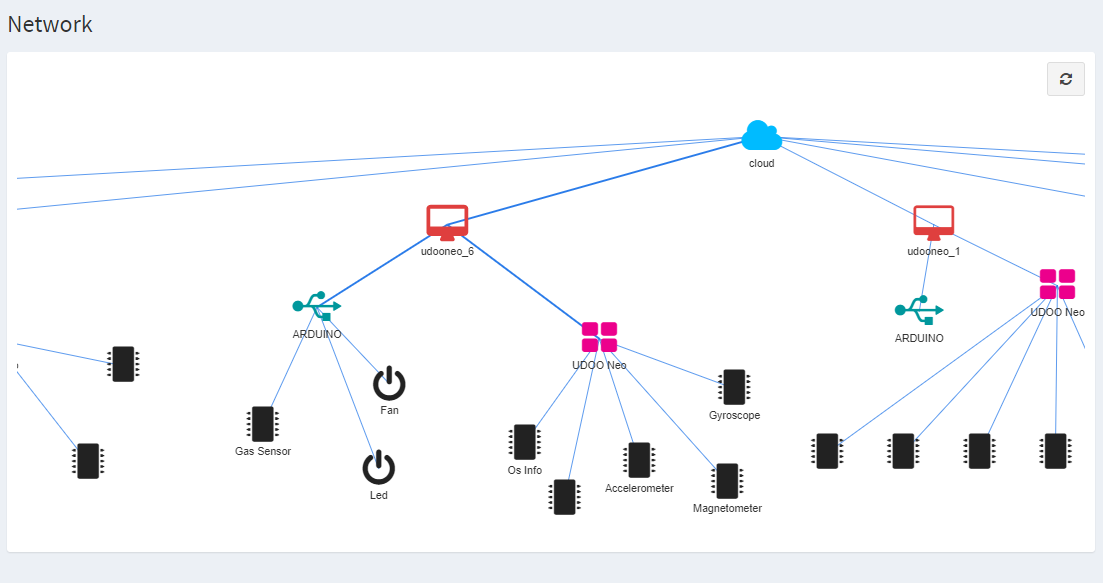 Network
cloud
udooneo_6
udooneo_1
ARDUINO
UDOO Neo
ARDUINO
UDOO Neo
Fan
Gyroscope
Gas Sensor
Os Info
Led
Accelerometer
Magnetometer